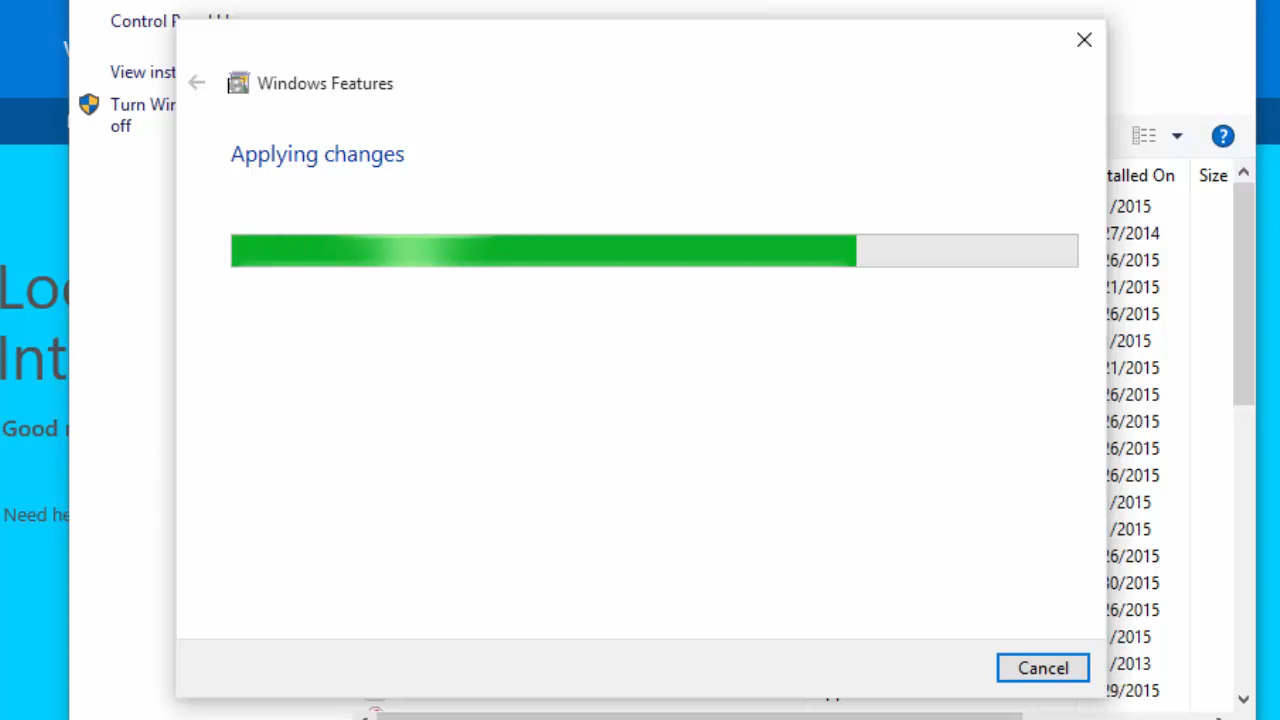 Control
View inst
Turn Wir
off
Windows Features
Applying changes
Cancel
talled On
Size
/2015
27/2014
26/2015
21/2015
26/2015
/2015
21/2015
26/2015
26/2015
26/2015
26/2015
/2015
/2015
26/2015
30/2015
26/2015
/2015
/2013
29/2015
Loc
Int
Good
Need he